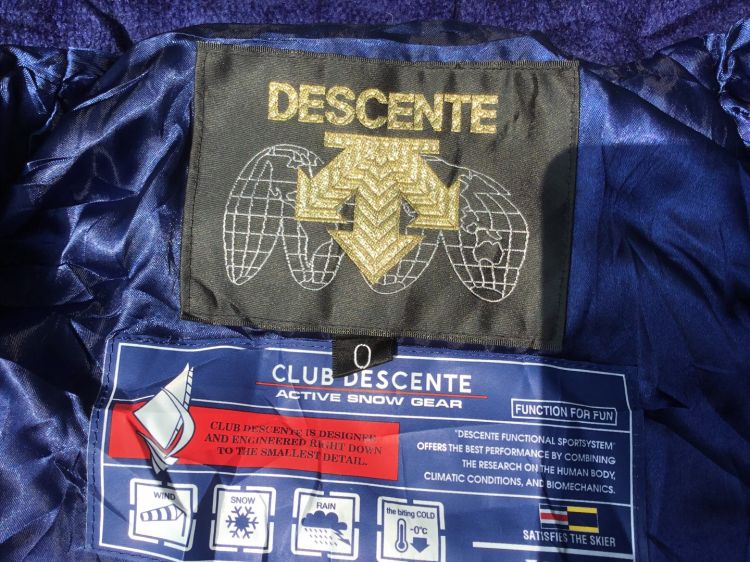 DESCENTE
O
CLUB DESCENTE
ACTIVE SNOW GEAR
FUNCTION FOR FUN
CLUB DESCENTE IS DESIGNED
AND ENGINEERED RIGHT DOWN
TO THE SMALLEST DETAIL.
"DESCENTE FUNCTIONAL SPORTSYSTEM"
OFFERS THE BEST PERFORMANCE BY COMBINING
THE RESEARCH ON THE HUMAN BODY,
CLIMATIC CONDITIONS, AND BIOMECHANICS.
WIND
SNOW
RAIN
the biting COLD
-0°C
SATISFIES THE SKIER